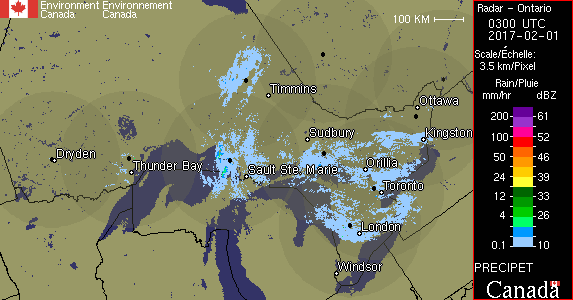 Environment Environnement
Canada Canada
100 KM
Timmins
Ottawa
Sudbury
Kingston
Dryden
Thunder Bay
Sault Ste. Marie
Orillia
Toronto
London
Windsor
Radar - Ontario
0300 UTC
2017-02-01
Scale/Échelle:
3.5 km/Pixel
Rain/Pluie
mm/hr dBZ
200 61
100 52
50 46
24 39
12 33
4 26
2 20
0.1 10
PRECIPET
Canada